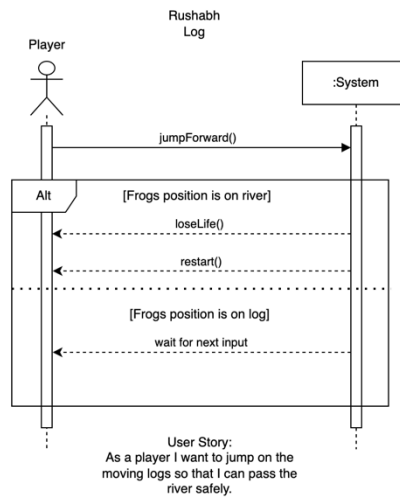 Rushabh
Log
Player
:System
jumpForward()
Alt
[Frogs position is on river]
loseLife()
restart()
[Frogs position is on log]
wait for next input
User Story:
As a player I want to jump on the
moving logs so that I can pass the
river safely.